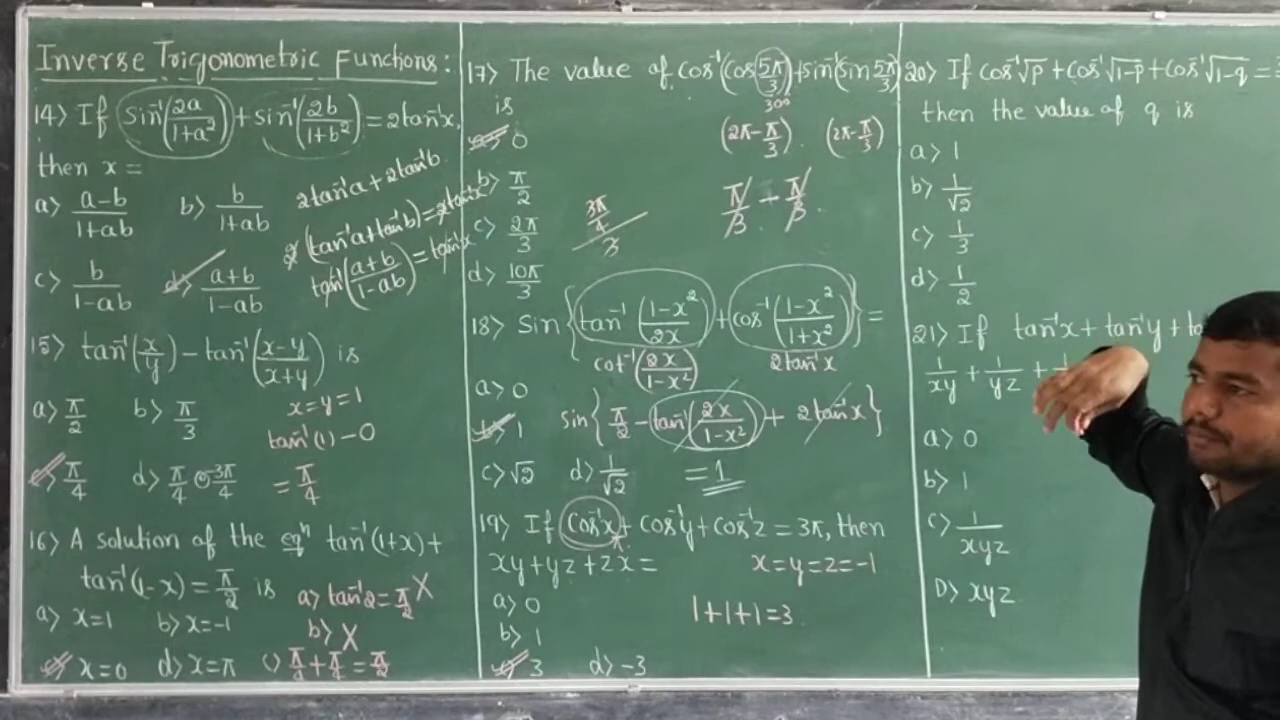 Inverse Trigonometric Functions:
14> If sin⁻¹(2a/1+a²) + sin⁻¹(2b/1+b²) = 2tan⁻¹x,
then x =
a> a-b/1+ab b> b/1+ab
c> b/1-ab d> a+b/1-ab
2tan⁻¹a + 2tan⁻¹b
2(tan⁻¹a + tan⁻¹b) = 2tan⁻¹x
tan⁻¹(a+b/1-ab) = tan⁻¹x
15> tan⁻¹(x/y) - tan⁻¹(x-y/x+y) is
a> π/2 b> π/3
c> π/4 d> π/4 or -3π/4
x=y=1
tan⁻¹(1) - 0
= π/4
16> A solution of the eqⁿ tan⁻¹(1+x) +
tan⁻¹(1-x) = π/2 is
a> x=1 b> x=-1
c> x=0 d> x=π
a> tan⁻¹2 = π/2 X
b> X
c) π/4 + π/4 = π/2
17> The value of cos⁻¹(cos 5π/3) + sin⁻¹(sin 5π/3)
is
300
a> 0
b> π/2
c> 2π/3
d> 10π/3
(2π - π/3) (2π - π/3)
π/3 - π/3
3π/4
3
18> Sin{tan⁻¹(1-x²/2x) + cos⁻¹(1-x²/1+x²)} =
cot⁻¹(2x/1-x²) 2tan⁻¹x
a> 0
b> 1
sin{π/2 - tan⁻¹(2x/1-x²) + 2tan⁻¹x}
c> √2 d> 1/√2
= 1
19> If cos⁻¹x + cos⁻¹y + cos⁻¹z = 3π, then
π
xy + yz + zx =
x=y=z=-1
a> 0
b> 1
c> 3 d> -3
1+1+1=3
20> If cos⁻¹√p + cos⁻¹√1-p + cos⁻¹√1-q =
then the value of q is
a> 1
b> 1/√2
c> 1/3
d> 1/2
21> If tan⁻¹x + tan⁻¹y +
1/xy + 1/yz +
a> 0
b> 1
c> 1/xyz
D> xyz